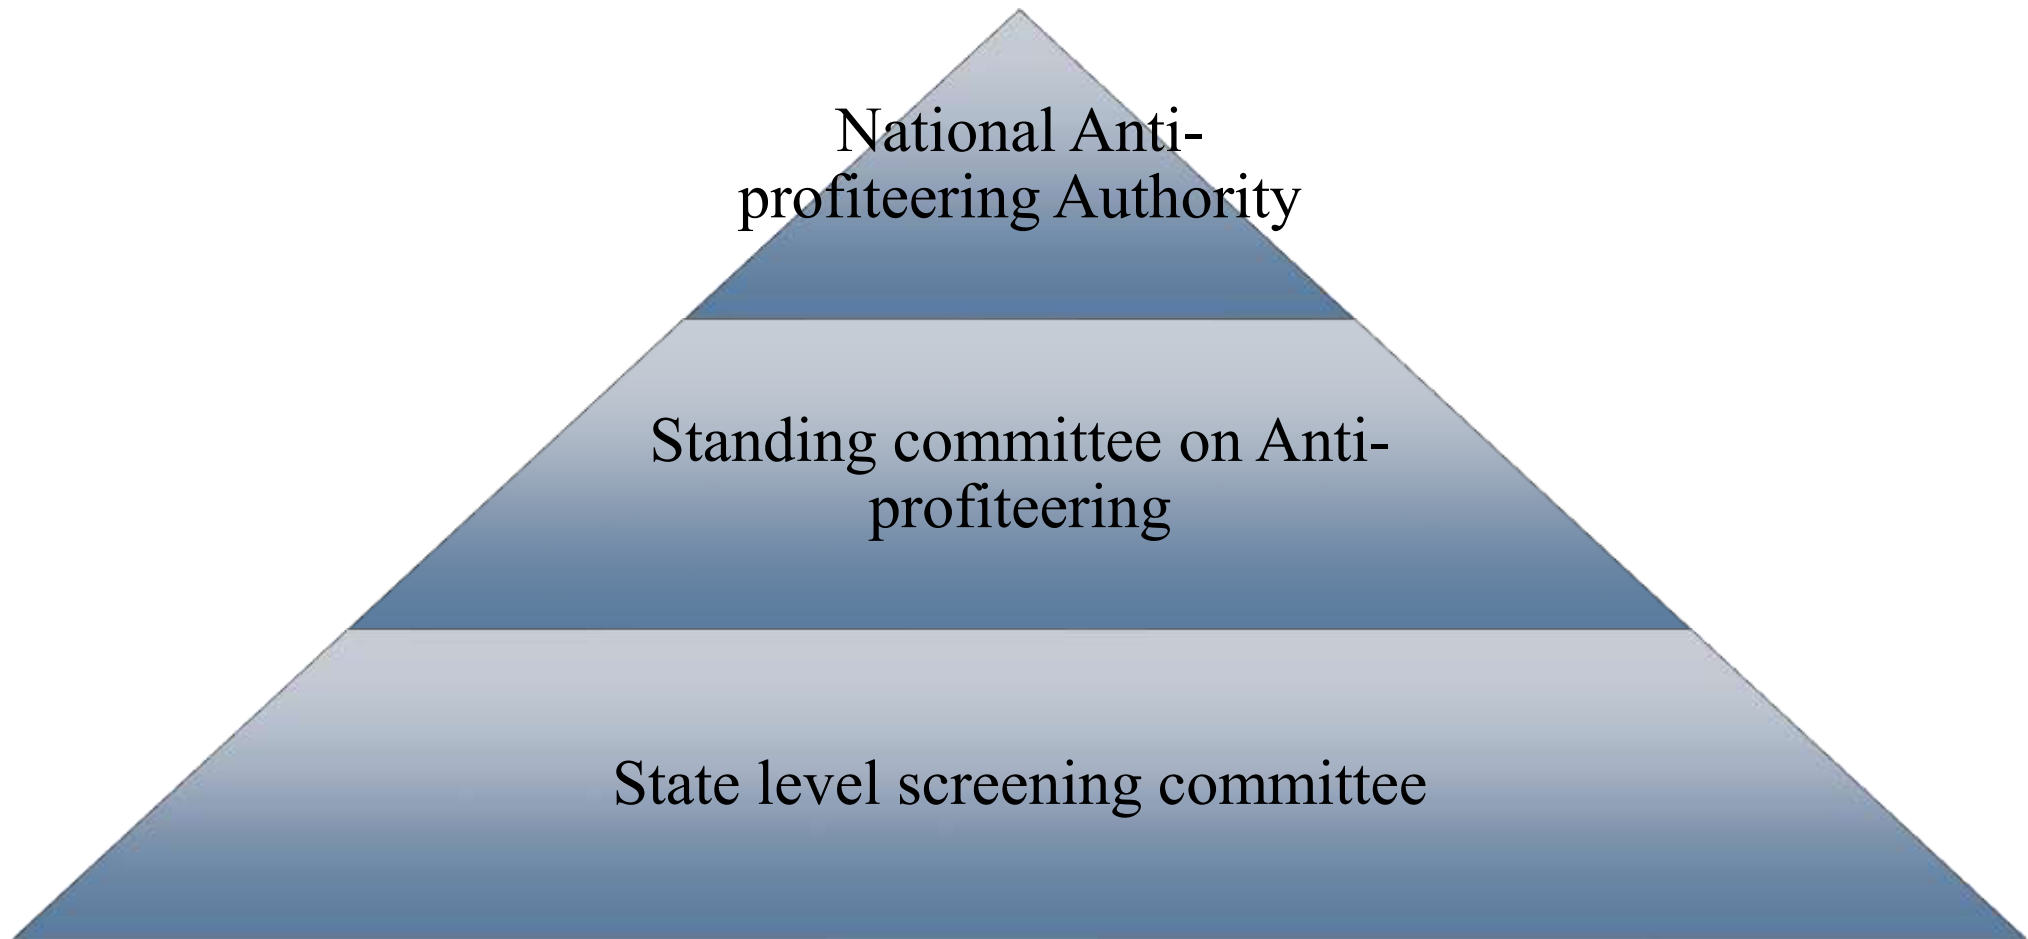 National Anti-
profiteering Authority
Standing committee on Anti-
profiteering
State level screening committee